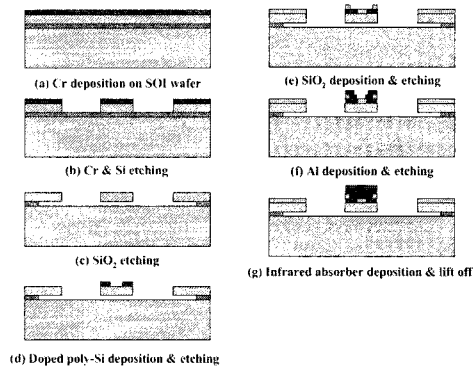 (a) Cr deposition on SOI wafer
(b) Cr & Si etching
(c) SiO₂ etching
(d) Doped poly-Si deposition & etching
(e) SiO₂ deposition & etching
(f) Al deposition & etching
(g) Infrared absorber deposition & lift off